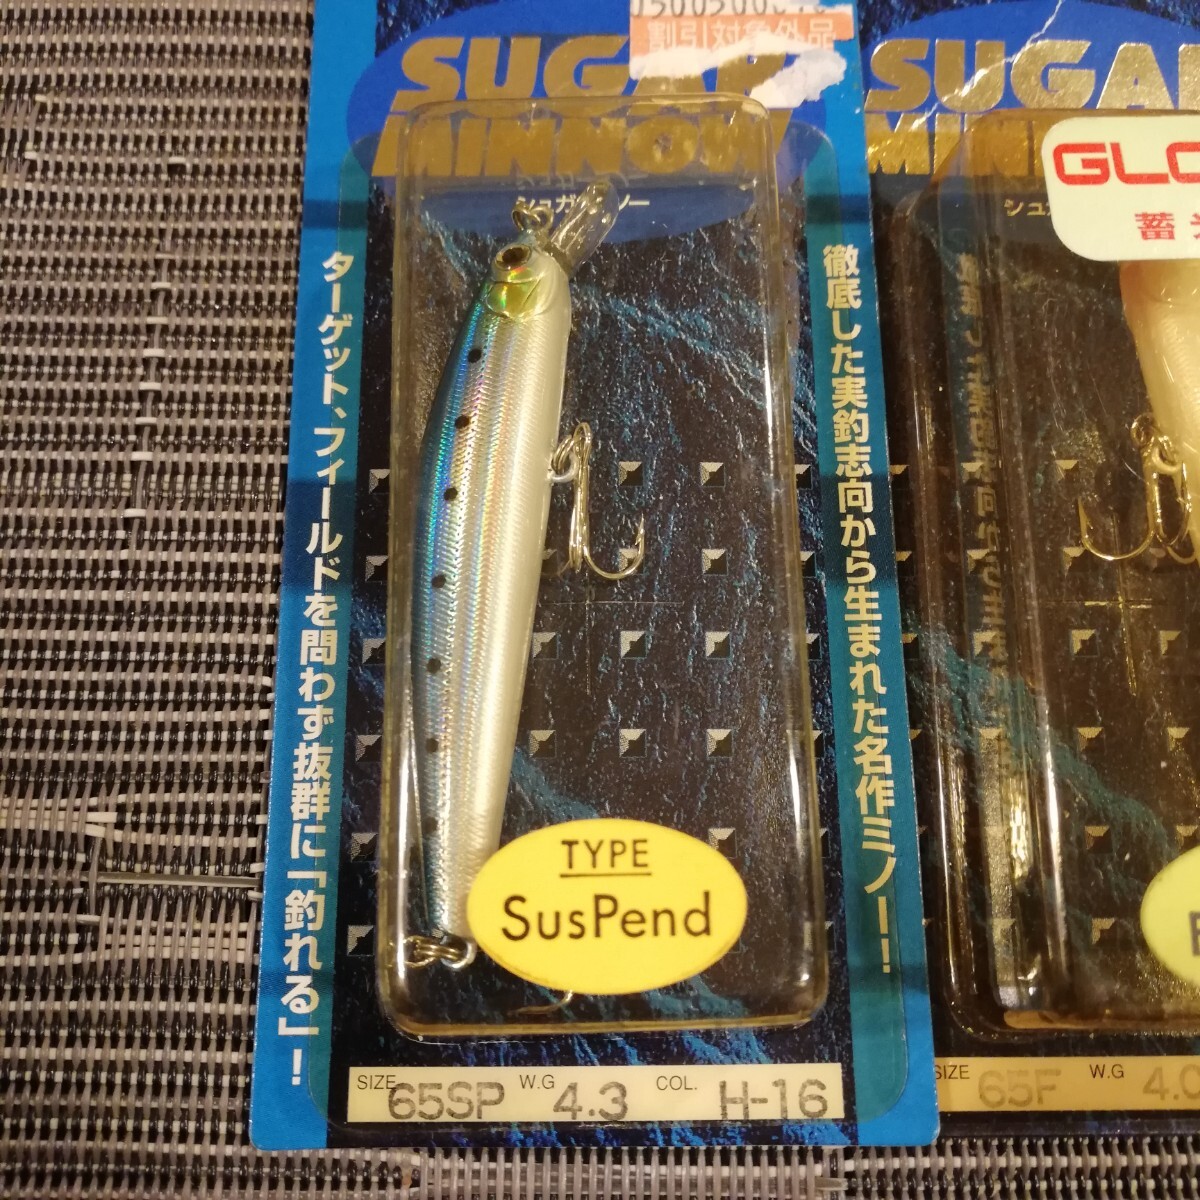 割引対象外品
SUGAR
MINNOW
シュガーミノー
ターゲット、フィールドを問わず抜群に「釣れる」!
徹底した実釣志向から生まれた名作ミノー!!
TYPE
SusPend
SIZE 65SP W.G 4.3 COL. H-16
SUGAR
SIZE 65F W.G